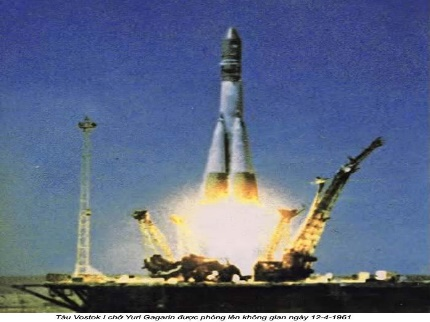 Tàu Vostok I chở Yuri Gagarin được phóng lên không gian ngày 12-4-1961